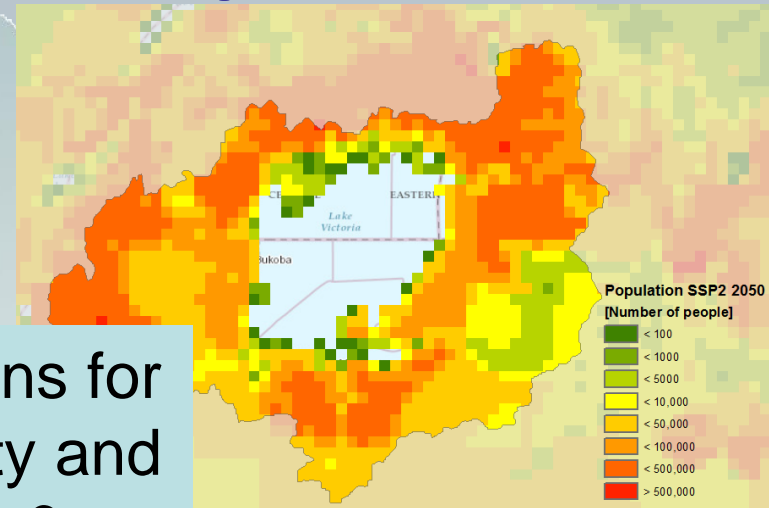 EASTERN
Lake
Victoria
Bukoba
Population SSP2 2050
[Number of people]
< 100
< 1000
< 5000
< 10,000
< 50,000
< 100,000
< 500,000
> 500,000
ns for
ty and